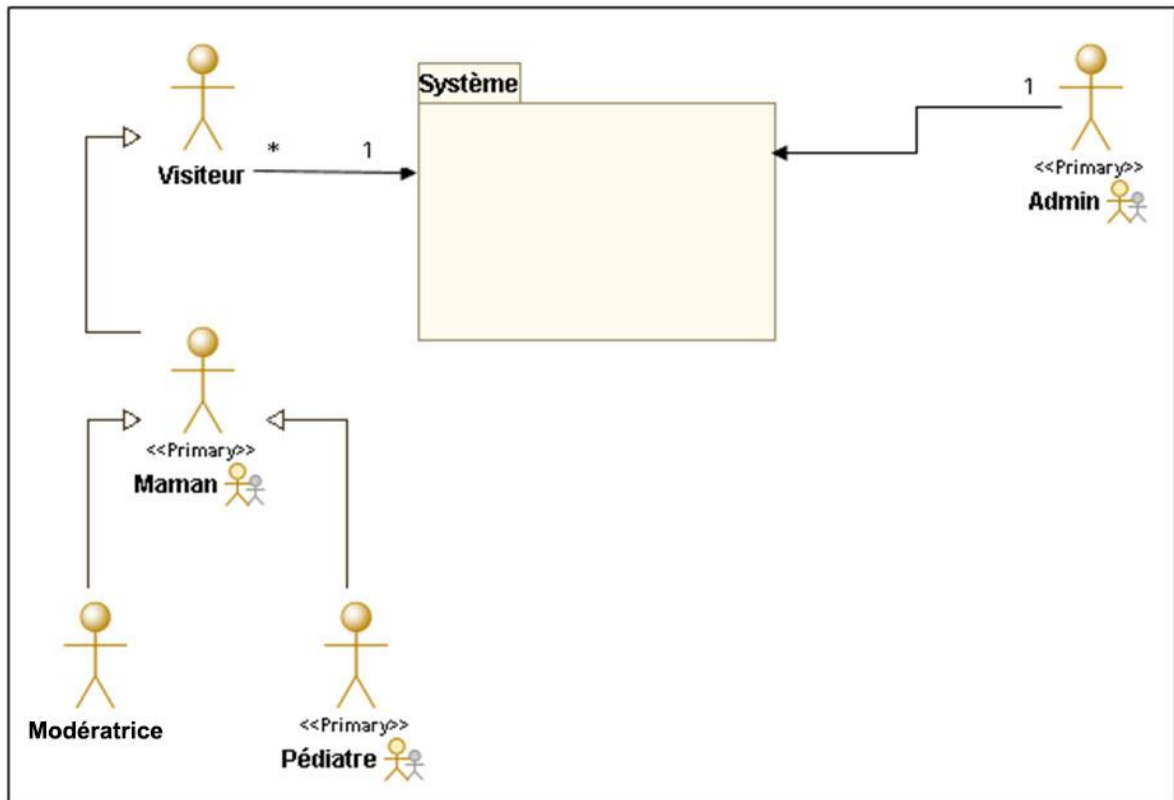 Système
1
<<Primary>>
Admin
Visiteur
*
1
<<Primary>>
Maman
Modératrice
<<Primary>>
Pédiatre